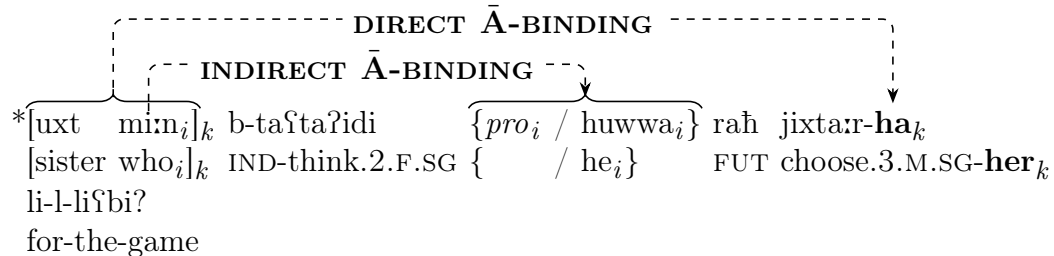 DIRECT Ā-BINDING
INDIRECT Ā-BINDING
*[uxt miːnᵢ]ₖ b-taʕtaʔidi {proᵢ / huwwaᵢ} raħ jixtaːr-haₖ
[sister whoᵢ]ₖ IND-think.2.F.SG { / heᵢ} FUT choose.3.M.SG-herₖ
li-l-liʕbi?
for-the-game